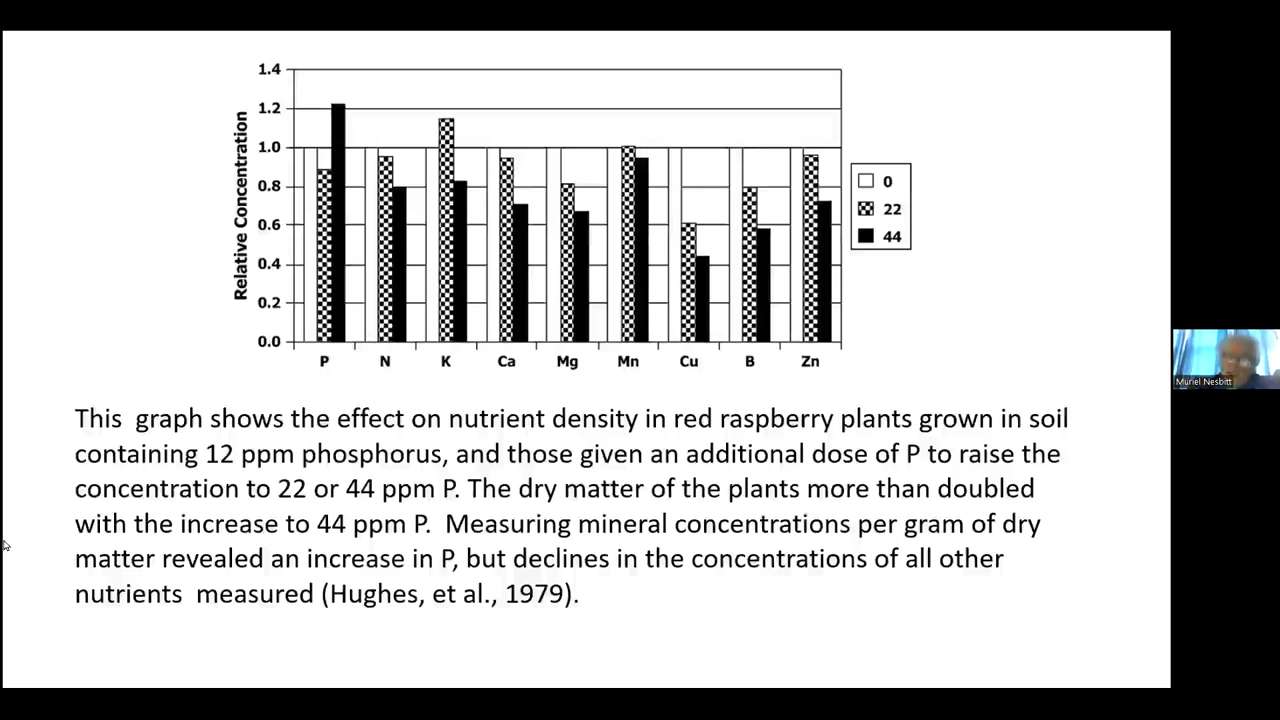 1.4
1.2
1.0
0.8
0.6
0.4
0.2
0.0
Relative Concentration
P N K Ca Mg Mn Cu B Zn
0
22
44
This graph shows the effect on nutrient density in red raspberry plants grown in soil
containing 12 ppm phosphorus, and those given an additional dose of P to raise the
concentration to 22 or 44 ppm P. The dry matter of the plants more than doubled
with the increase to 44 ppm P. Measuring mineral concentrations per gram of dry
matter revealed an increase in P, but declines in the concentrations of all other
nutrients measured (Hughes, et al., 1979).
Muriel Nesbitt